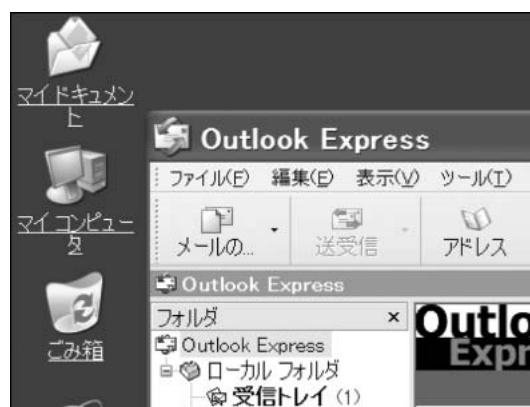 マイ ドキュメン
ト
マイ コンピュー
タ
ごみ箱
Outlook Express
ファイル(F) 編集(E) 表示(V) ツール(T)
メールの... 送受信 アドレス
Outlook Express
フォルダ ×
Outlook Express
ローカル フォルダ
受信トレイ (1)
Outlo
Expr